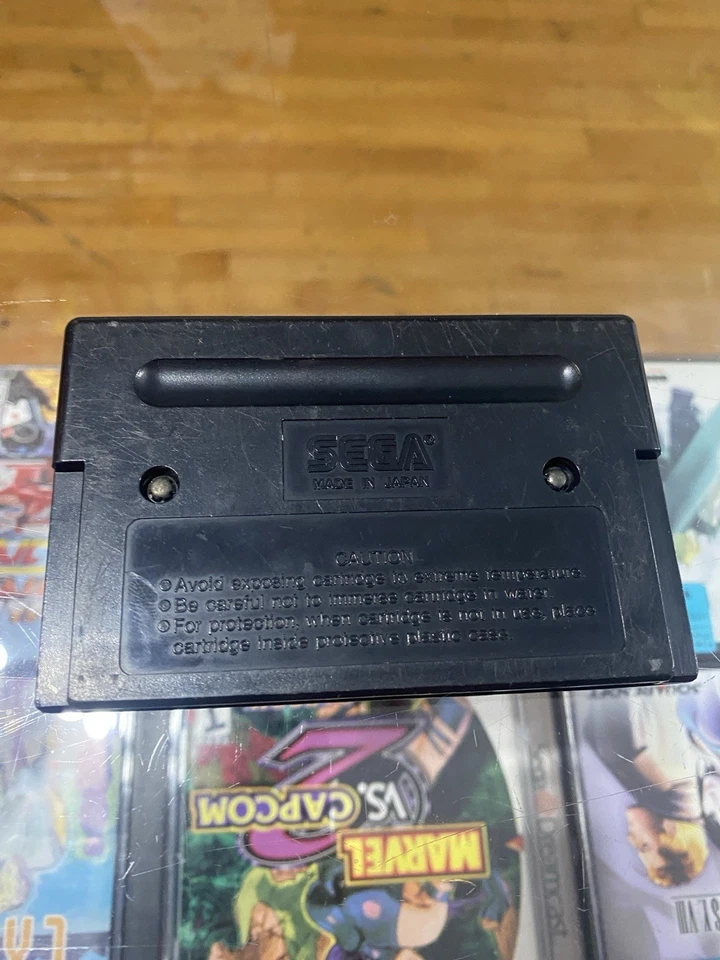 SEGA®
MADE IN JAPAN
CAUTION
Avoid exposing cartridge to extreme temperature.
Be careful not to immerse cartridge in water.
For protection, when cartridge is not in use, place
cartridge inside protective plastic case.
MARVEL
VS.
CAPCOM
2
Dreamcast